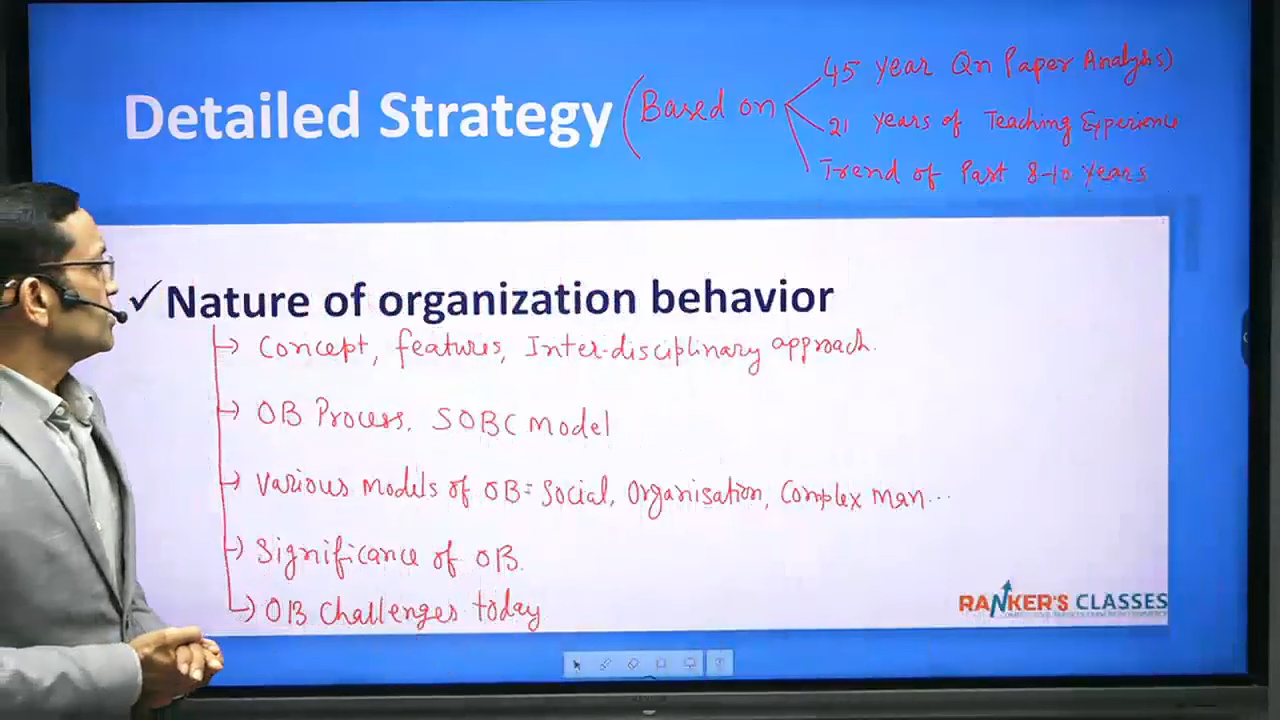 Detailed Strategy (Based on
45 year Qn Paper Analysis)
21 years of Teaching Experience
Trend of Past 8-10 years
✓Nature of organization behavior
→ Concept, features, Inter-disciplinary approach.
→ OB Process, SOBC Model
→ Various Models of OB = Social, Organisation, Complex Man...
→ Significance of OB.
→ OB Challenges today
RANKER'S CLASSES